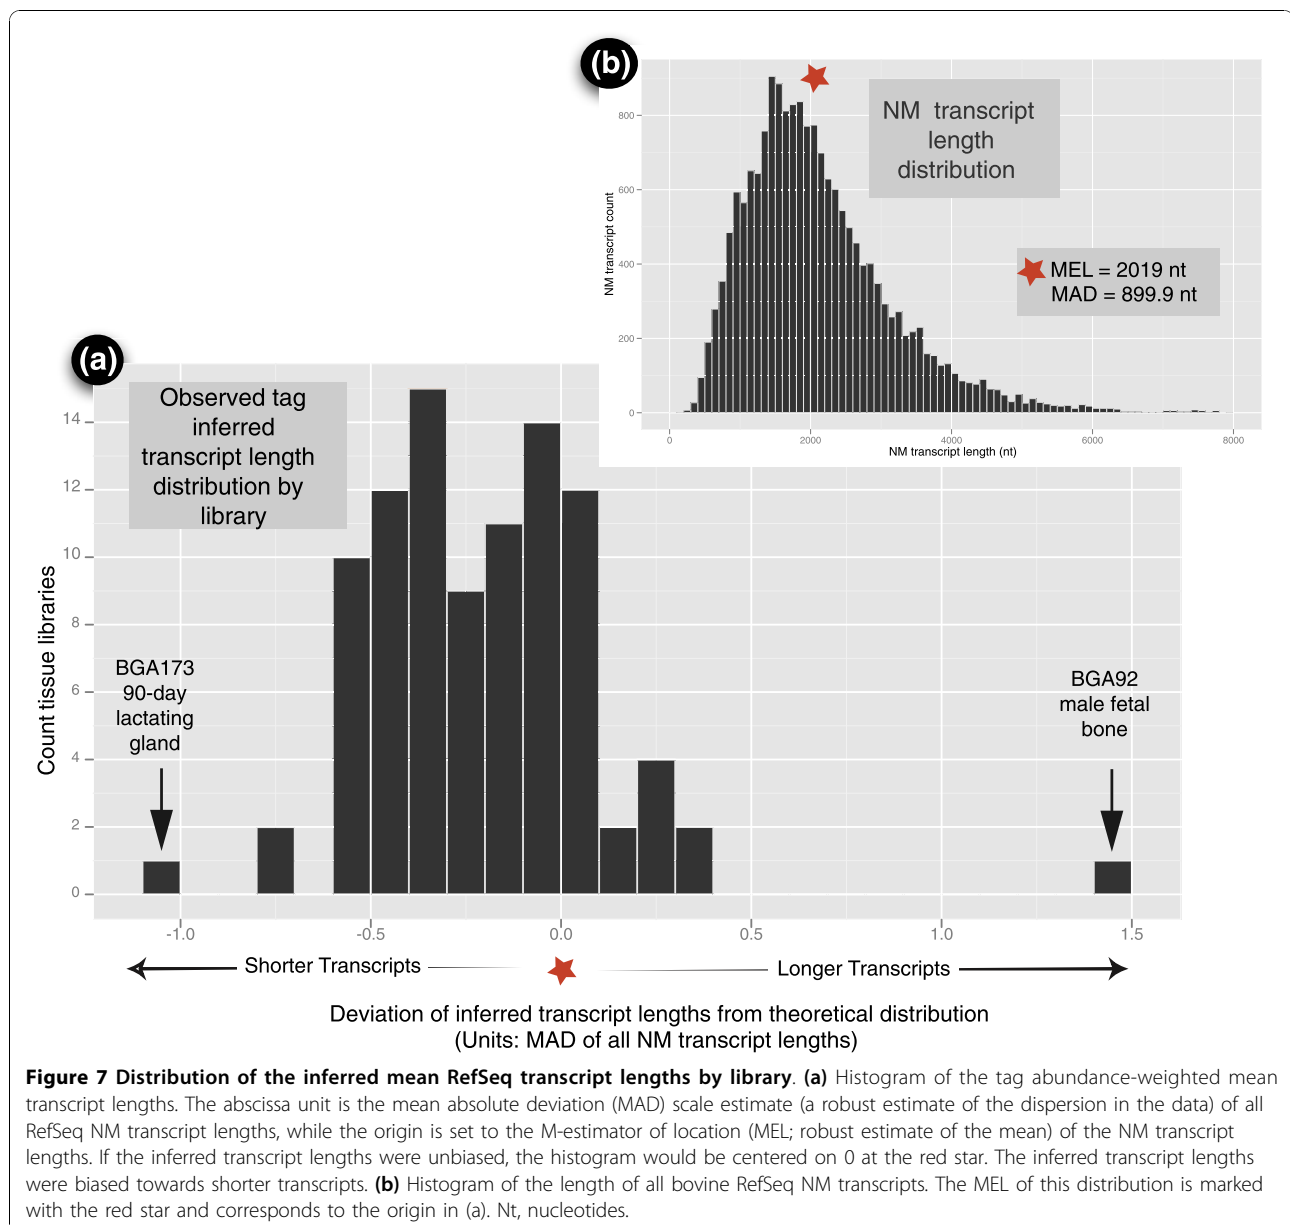 (b)
NM transcript
length
distribution
MEL = 2019 nt
MAD = 899.9 nt
NM transcript count
800
600
400
200
0
0
2000
4000
6000
8000
NM transcript length (nt)
(a)
Observed tag
inferred
transcript length
distribution by
library
Count tissue libraries
14
12
10
8
6
4
2
0
BGA173
90-day
lactating
gland
BGA92
male fetal
bone
-1.0
-0.5
0.0
0.5
1.0
1.5
Shorter Transcripts
Longer Transcripts
Deviation of inferred transcript lengths from theoretical distribution
(Units: MAD of all NM transcript lengths)
Figure 7 Distribution of the inferred mean RefSeq transcript lengths by library. (a) Histogram of the tag abundance-weighted mean
transcript lengths. The abscissa unit is the mean absolute deviation (MAD) scale estimate (a robust estimate of the dispersion in the data) of all
RefSeq NM transcript lengths, while the origin is set to the M-estimator of location (MEL; robust estimate of the mean) of the NM transcript
lengths. If the inferred transcript lengths were unbiased, the histogram would be centered on 0 at the red star. The inferred transcript lengths
were biased towards shorter transcripts. (b) Histogram of the length of all bovine RefSeq NM transcripts. The MEL of this distribution is marked
with the red star and corresponds to the origin in (a). Nt, nucleotides.